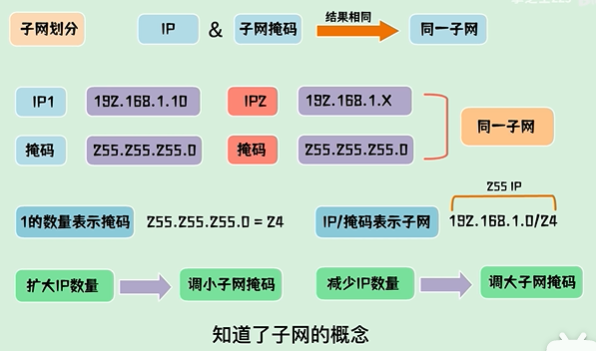 子网划分
IP & 子网掩码 结果相同 同一子网
IP1 192.168.1.10 IP2 192.168.1.X
同一子网
掩码 255.255.255.0 掩码 255.255.255.0
255 IP
1的数量表示掩码 255.255.255.0 = 24 IP/掩码表示子网 192.168.1.0/24
扩大IP数量 调小子网掩码 减少IP数量 调大子网掩码
知道了子网的概念